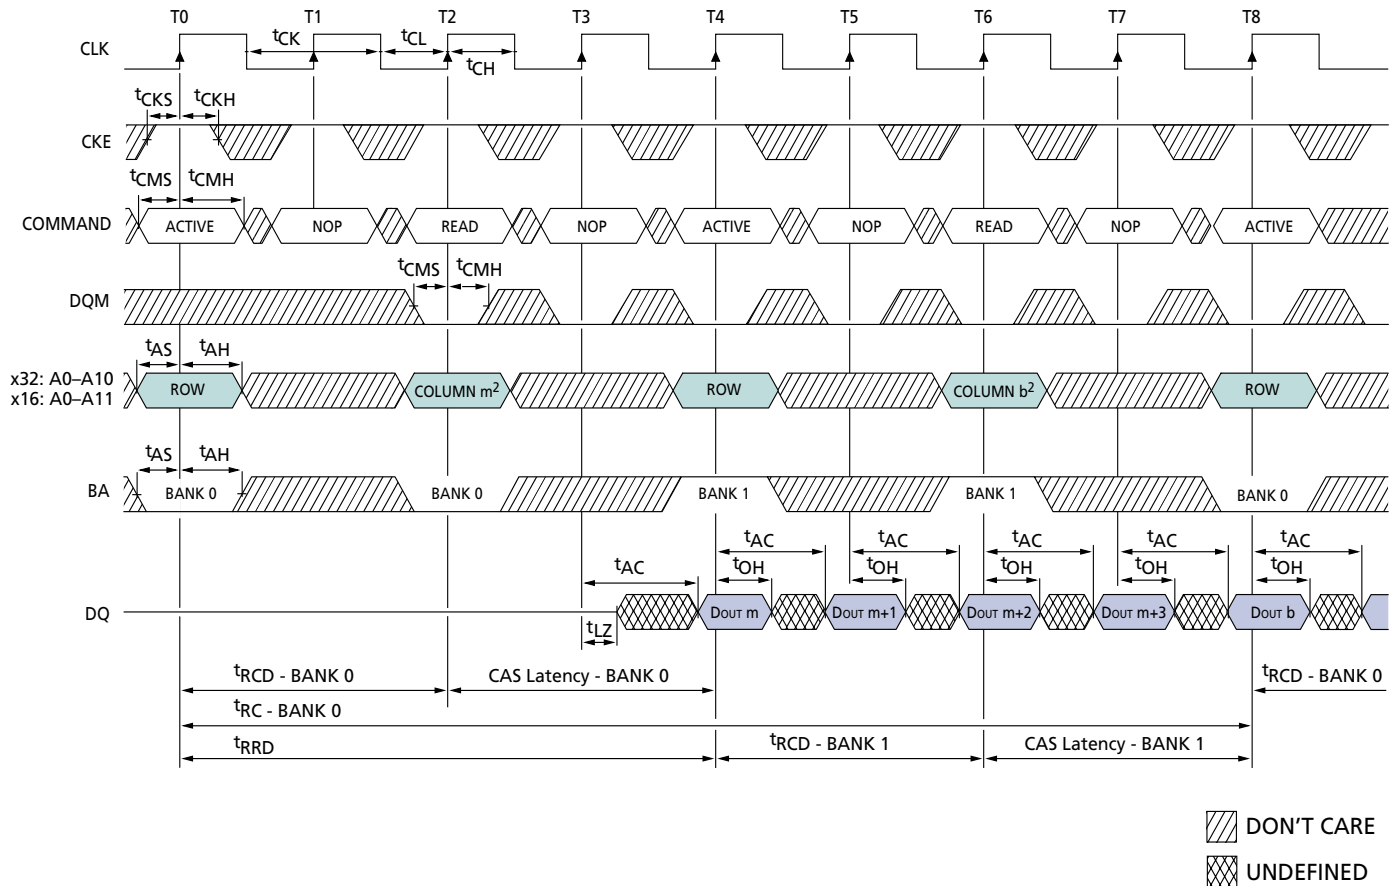 T0 T1 T2 T3 T4 T5 T6 T7 T8
CLK
tCK tCL tCH
tCKS tCKH
CKE
tCMS tCMH
COMMAND ACTIVE NOP READ NOP ACTIVE NOP READ NOP ACTIVE
tCMS tCMH
DQM
tAS tAH
x32: A0–A10
x16: A0–A11
ROW COLUMN m2 ROW COLUMN b2 ROW
tAS tAH
BA BANK 0 BANK 0 BANK 1 BANK 1 BANK 0
tAC tAC tAC tAC tAC tAC
tOH tOH tOH tOH tOH
DQ DOUT m DOUT m+1 DOUT m+2 DOUT m+3 DOUT b
tLZ
tRCD - BANK 0 CAS Latency - BANK 0 tRCD - BANK 0
tRC - BANK 0
tRRD tRCD - BANK 1 CAS Latency - BANK 1
DON'T CARE
UNDEFINED